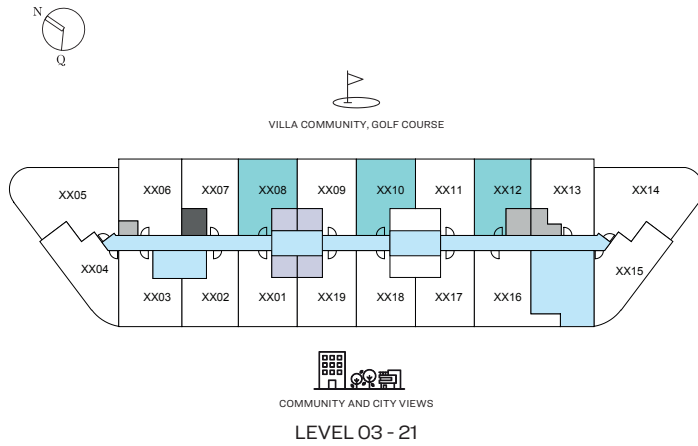 N
Q
VILLA COMMUNITY, GOLF COURSE
XX05
XX06
XX07
XX08
XX09
XX10
XX11
XX12
XX13
XX14
XX04
XX03
XX02
XX01
XX19
XX18
XX17
XX16
XX15
COMMUNITY AND CITY VIEWS
LEVEL 03 - 21